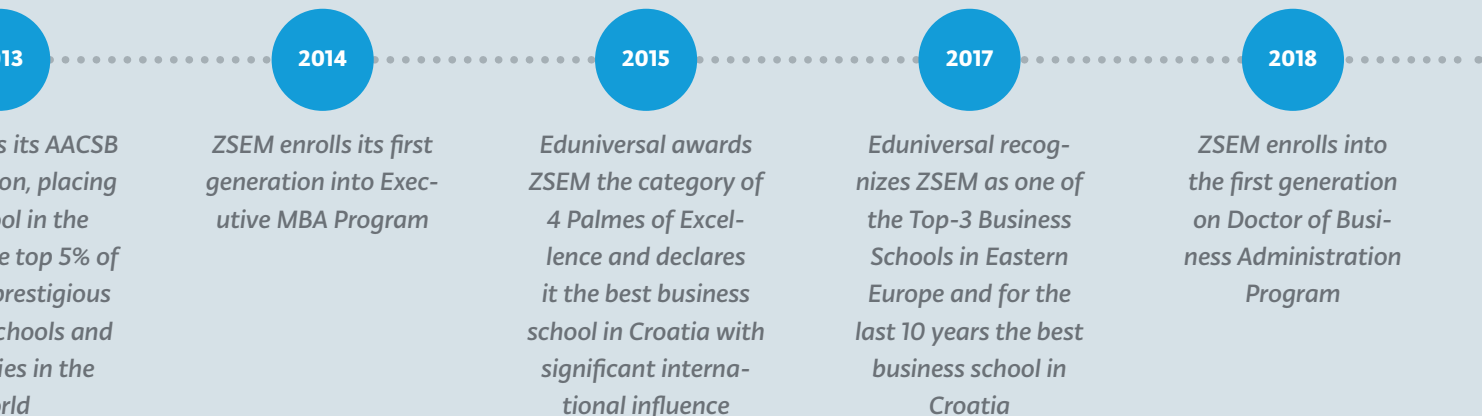 13
s its AACSB
on, placing
ol in the
e top 5% of
prestigious
chools and
ies in the
rld
2014
ZSEM enrolls its first
generation into Exec-
utive MBA Program
2015
Eduniversal awards
ZSEM the category of
4 Palmes of Excel-
lence and declares
it the best business
school in Croatia with
significant interna-
tional influence
2017
Eduniversal recog-
nizes ZSEM as one of
the Top-3 Business
Schools in Eastern
Europe and for the
last 10 years the best
business school in
Croatia
2018
ZSEM enrolls into
the first generation
on Doctor of Busi-
ness Administration
Program